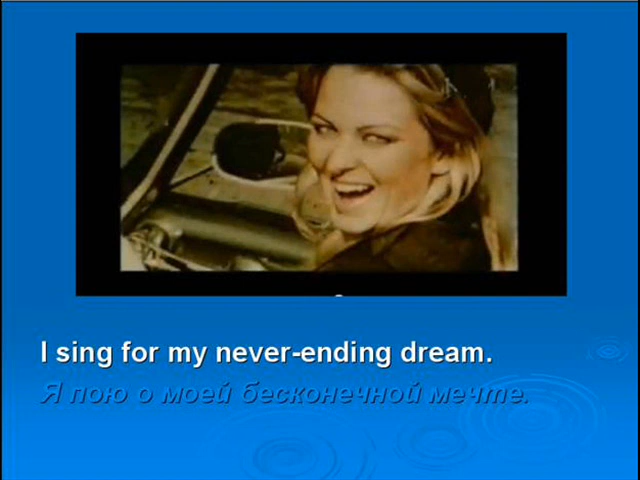 I sing for my never-ending dream.
Я пою о моей бесконечной мечте.